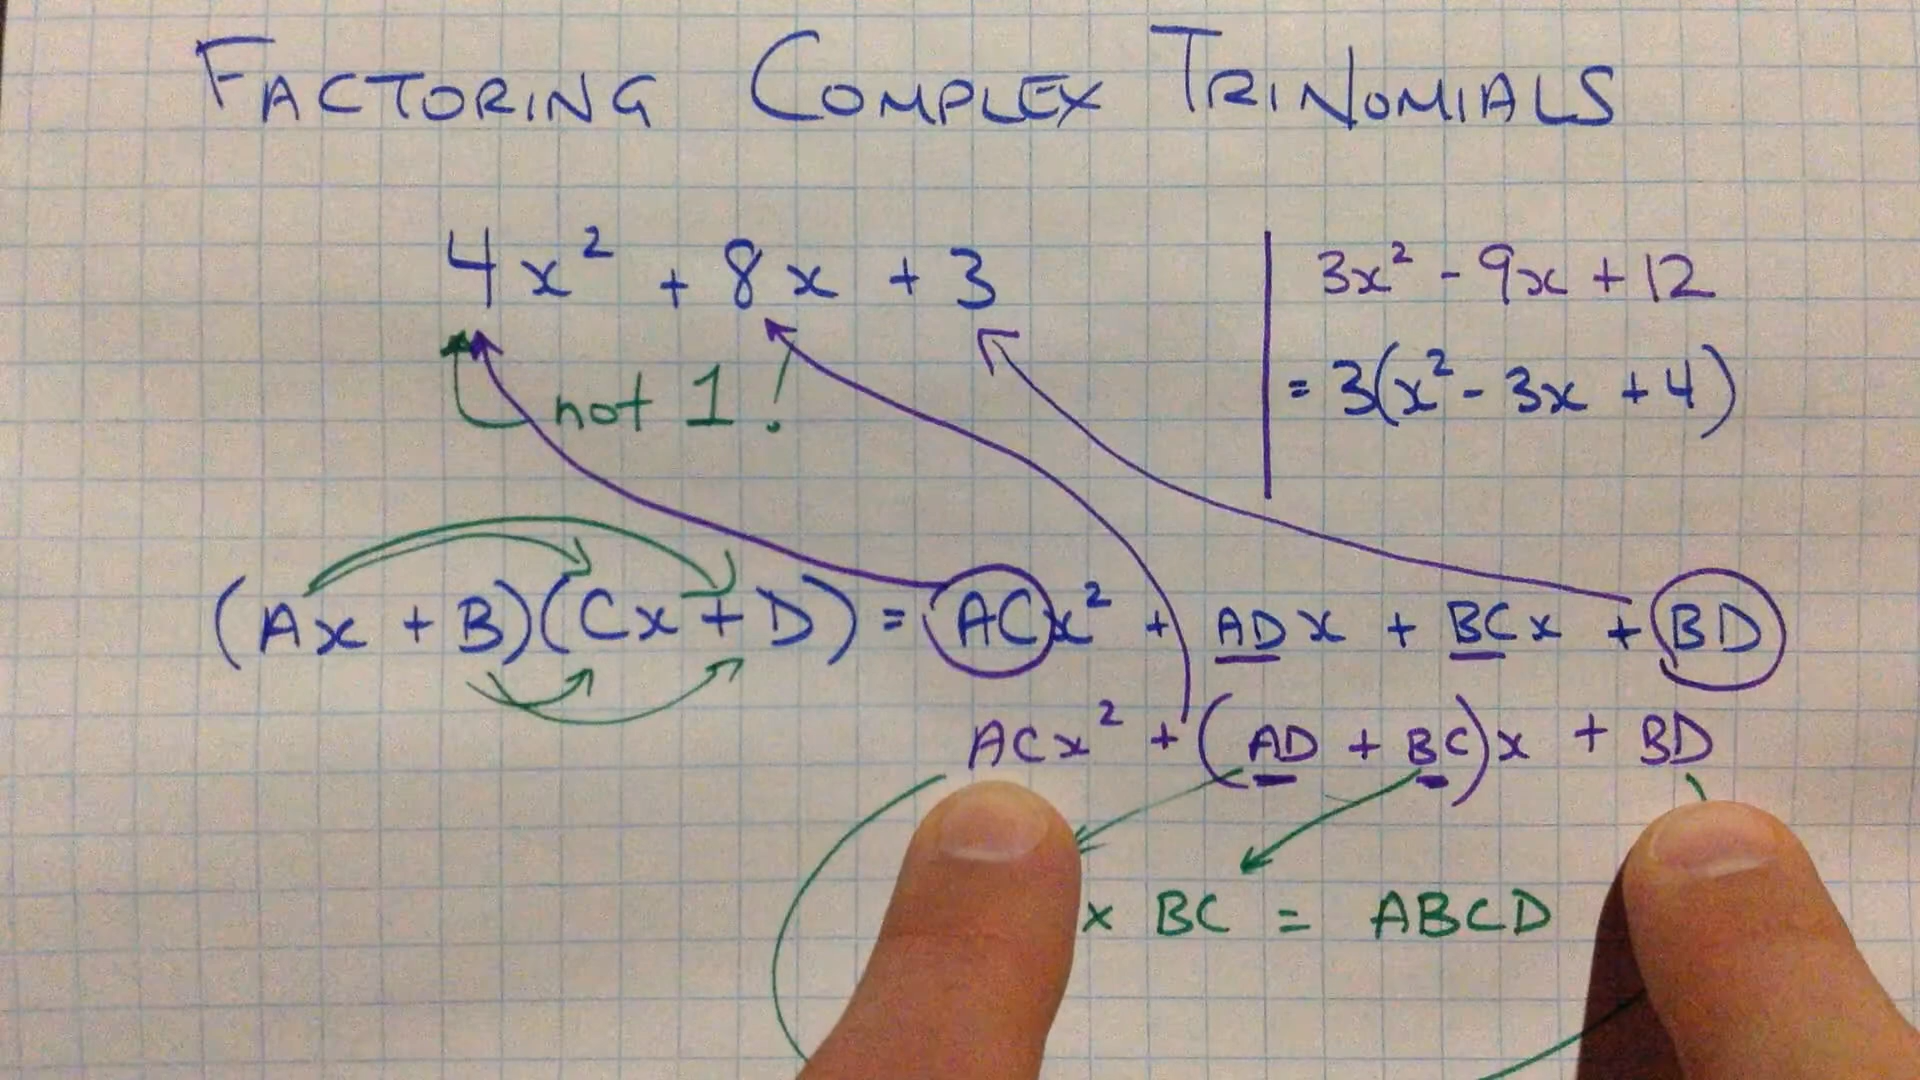 FACTORING COMPLEX TRINOMIALS
4x² + 8x + 3
3x² - 9x + 12
= 3(x² - 3x + 4)
not 1!
(Ax + B)(Cx + D) = ACx² + ADx + BCx + BD
ACx² + (AD + BC)x + BD
x BC = ABCD